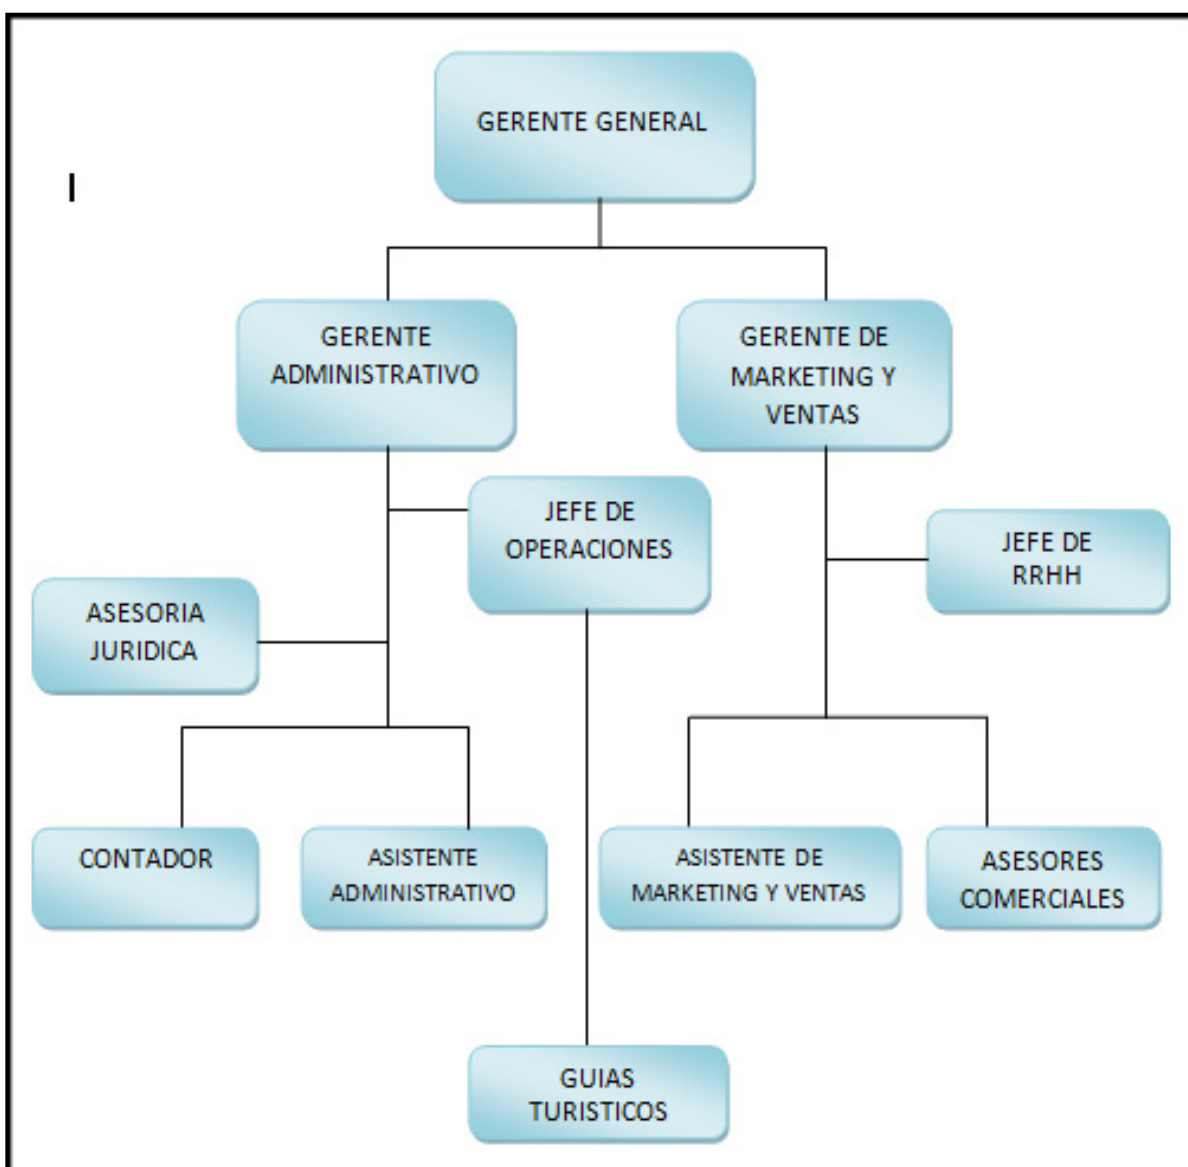 GERENTE GENERAL
I
GERENTE
ADMINISTRATIVO
GERENTE DE
MARKETING Y
VENTAS
JEFE DE
OPERACIONES
JEFE DE
RRHH
ASESORIA
JURIDICA
CONTADOR
ASISTENTE
ADMINISTRATIVO
ASISTENTE DE
MARKETING Y VENTAS
ASESORES
COMERCIALES
GUIAS
TURISTICOS